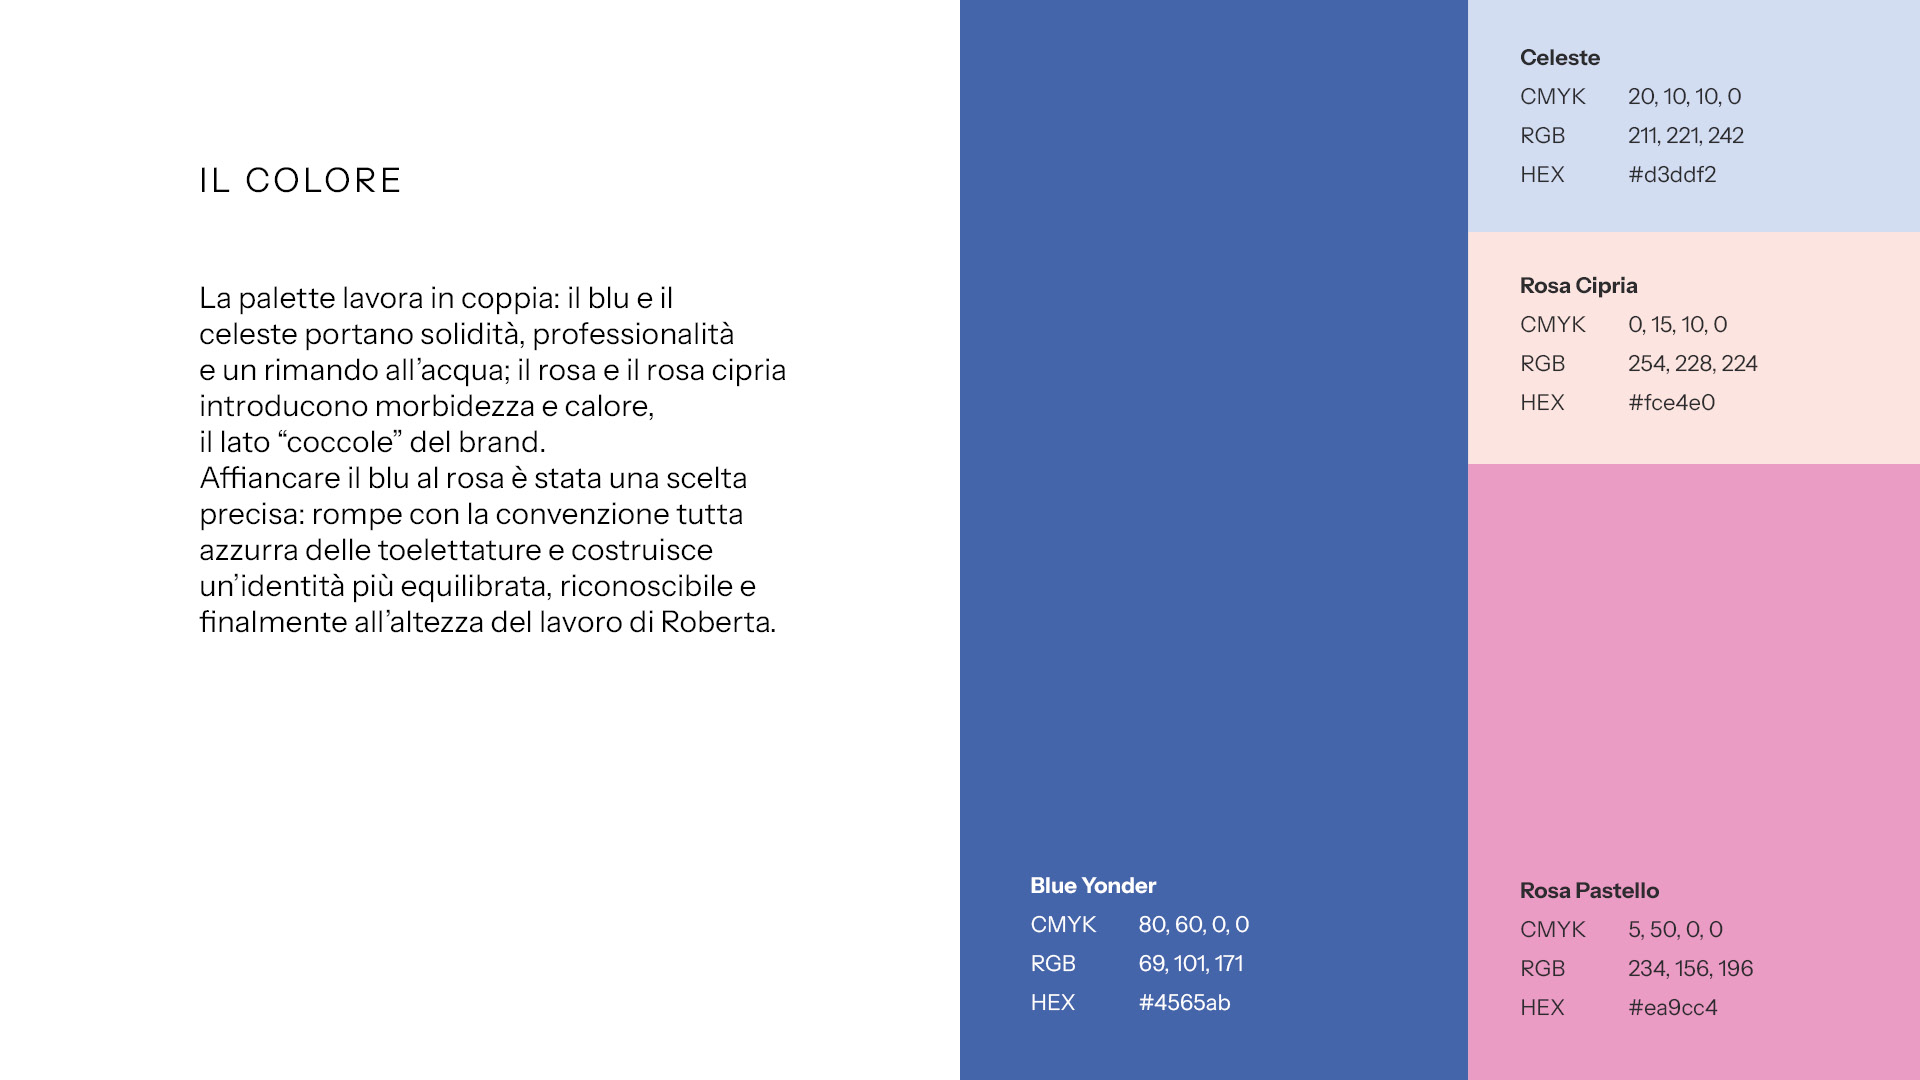 IL COLORE
La palette lavora in coppia: il blu e il
celeste portano solidità, professionalità
e un rimando all’acqua; il rosa e il rosa cipria
introducono morbidezza e calore,
il lato “coccole” del brand.
Affiancare il blu al rosa è stata una scelta
precisa: rompe con la convenzione tutta
azzurra delle toelettature e costruisce
un’identità più equilibrata, riconoscibile e
finalmente all’altezza del lavoro di Roberta.
Blue Yonder
CMYK 80, 60, 0, 0
RGB 69, 101, 171
HEX #4565ab
Celeste
CMYK 20, 10, 10, 0
RGB 211, 221, 242
HEX #d3ddf2
Rosa Cipria
CMYK 0, 15, 10, 0
RGB 254, 228, 224
HEX #fce4e0
Rosa Pastello
CMYK 5, 50, 0, 0
RGB 234, 156, 196
HEX #ea9cc4